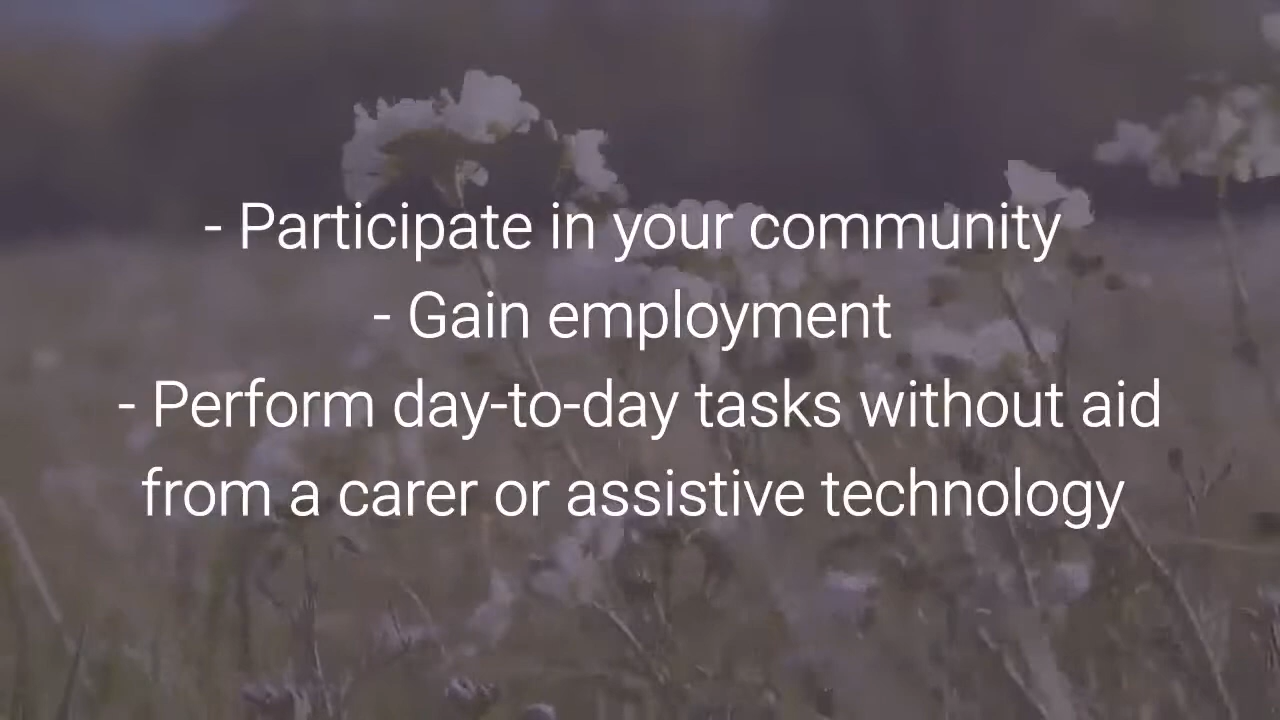 - Participate in your community
- Gain employment
- Perform day-to-day tasks without aid
from a carer or assistive technology